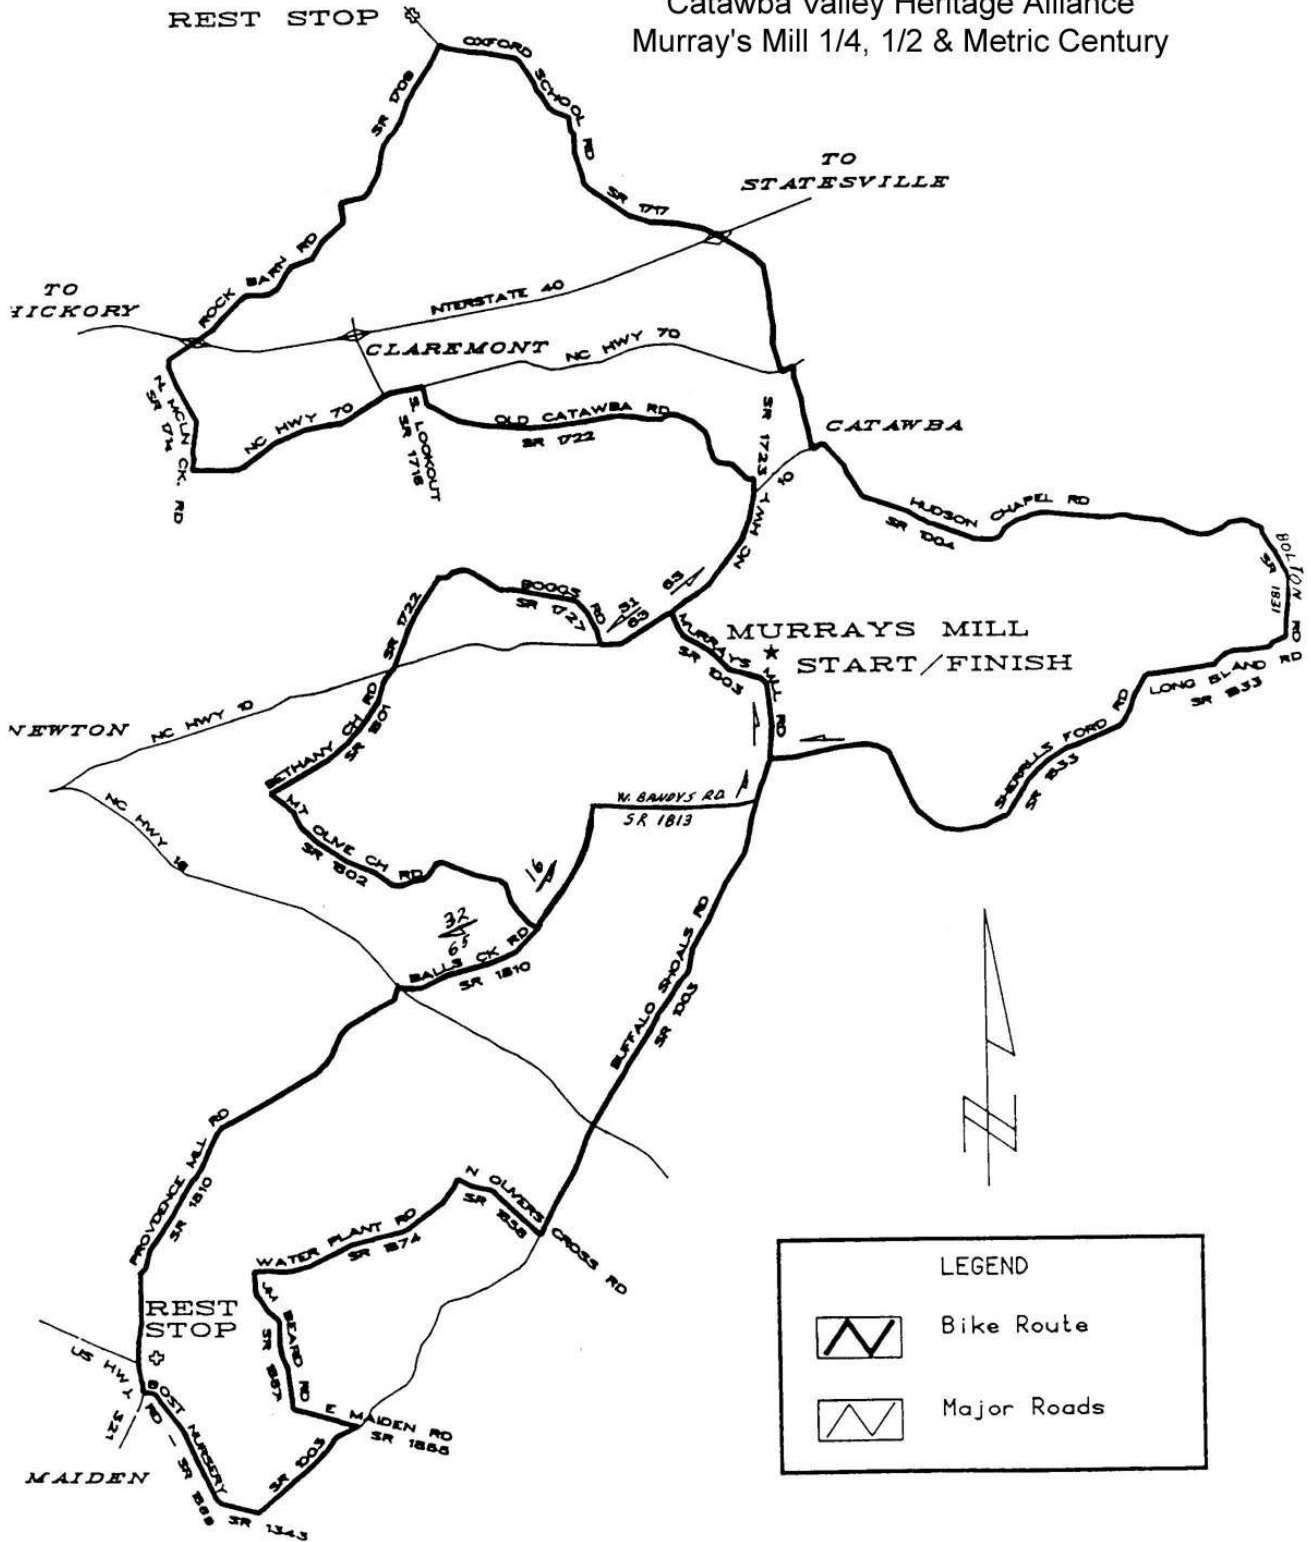 Catawba Valley Heritage Alliance
Murray's Mill 1/4, 1/2 & Metric Century
REST STOP
OXFORD SCHOOL RD
SR 1709
SR 1717
TO
STATESVILLE
ROCK BARN RD
TO
HICKORY
INTERSTATE 40
CLAREMONT
NC HWY 70
N. MCLN CK. RD
SR 1714
NC HWY 70
S. LOOKOUT
SR 1716
OLD CATAWBA RD
SR 1722
SR 1723
CATAWBA
NC HWY 10
HUDSON CHAPEL RD
SR 1004
BOLTON RD
SR 1831
BOGGS RD
SR 1727
31
63
63
SR 1722
MURRAYS MILL RD
SR 1003
MURRAYS MILL
START/FINISH
LONG ISLAND RD
SR 1833
SHERRILLS FORD RD
SR 1833
NEWTON
NC HWY 10
BETHANY CH RD
SR 1801
NC HWY 16
MT OLIVE CH RD
SR 1802
W. BANDYS RD.
SR 1813
16
32
65
BALLS CK RD
SR 1810
BUFFALO SHOALS RD
SR 1003
PROVIDENCE MILL RD
SR 1810
N OLIVERS CROSS RD
SR 1858
WATER PLANT RD
SR 1874
REST
STOP
JIM BEARD RD
SR 1867
US HWY 321
BOST NURSERY RD - SR 1869
E MAIDEN RD
SR 1855
SR 1003
MAIDEN
SR 1343
N
LEGEND
Bike Route
Major Roads